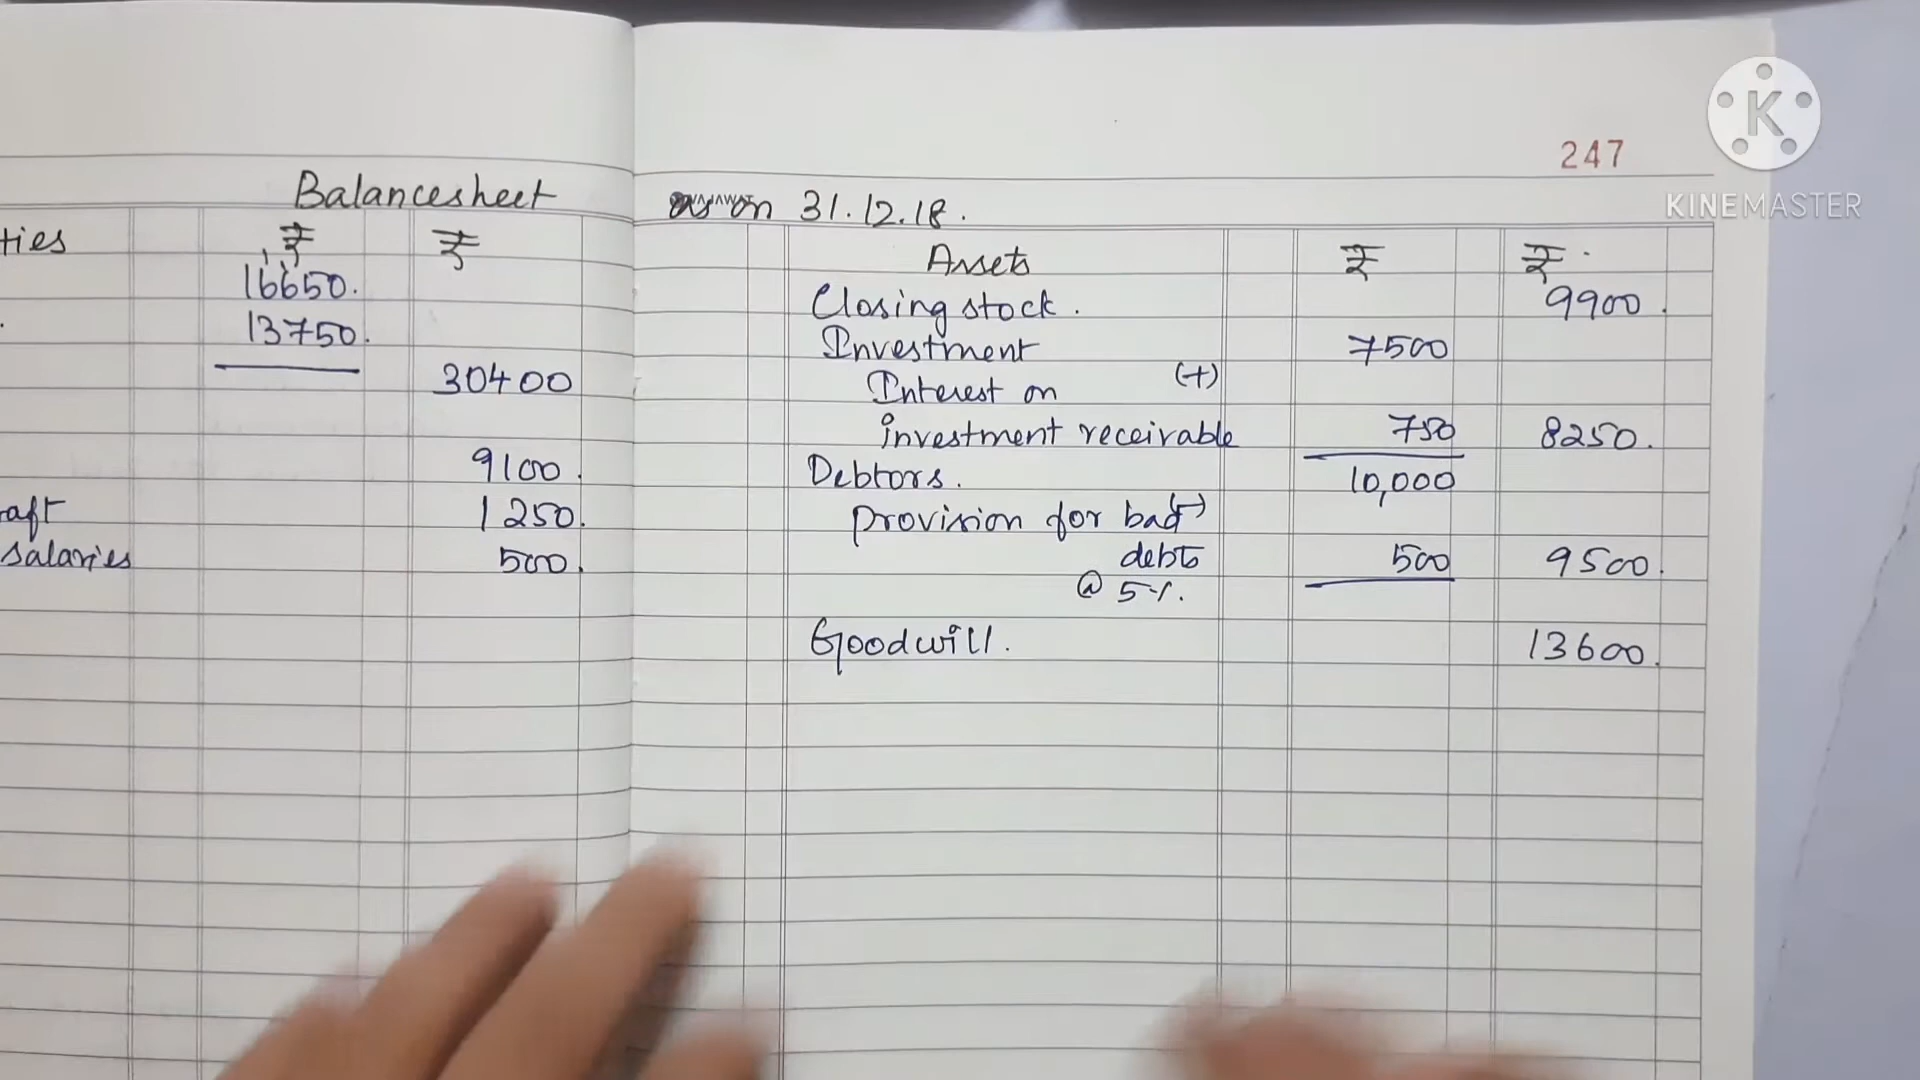 247
K
KINEMASTER
Balancesheet as on 31.12.18.
ties ₹ ₹
16650.
13750.
30400
9100.
aft 1250.
salaries 500.
Assets ₹ ₹
Closing stock. 9900.
Investment 7500
Interest on (+)
investment receivable 750 8250.
Debtors. 10,000
Provision for bad (-)
debts 500 9500.
@ 5%.
Goodwill. 13600.